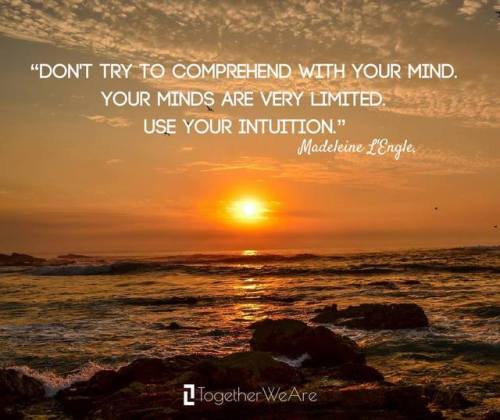 “DON'T TRY TO COMPREHEND WITH YOUR MIND.
YOUR MINDS ARE VERY LIMITED.
USE YOUR INTUITION.”
Madeleine L'Engle,
TogetherWeAre